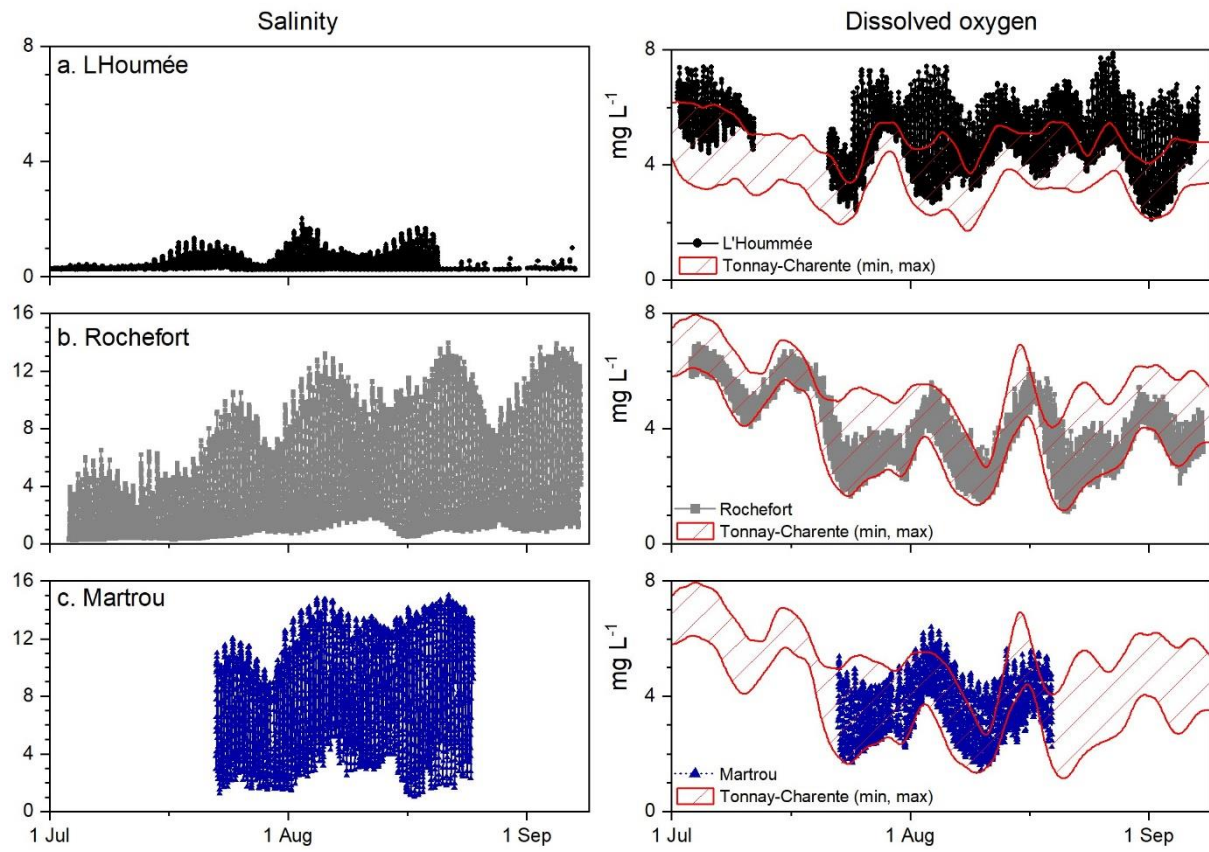 Salinity
Dissolved oxygen
8
4
0
a. LHoumée
mg L-1
8
4
0
L'Hoummée
Tonnay-Charente (min, max)
16
12
8
4
0
b. Rochefort
mg L-1
8
4
0
Rochefort
Tonnay-Charente (min, max)
16
12
8
4
0
c. Martrou
mg L-1
8
4
0
Martrou
Tonnay-Charente (min, max)
1 Jul 1 Aug 1 Sep
1 Jul 1 Aug 1 Sep